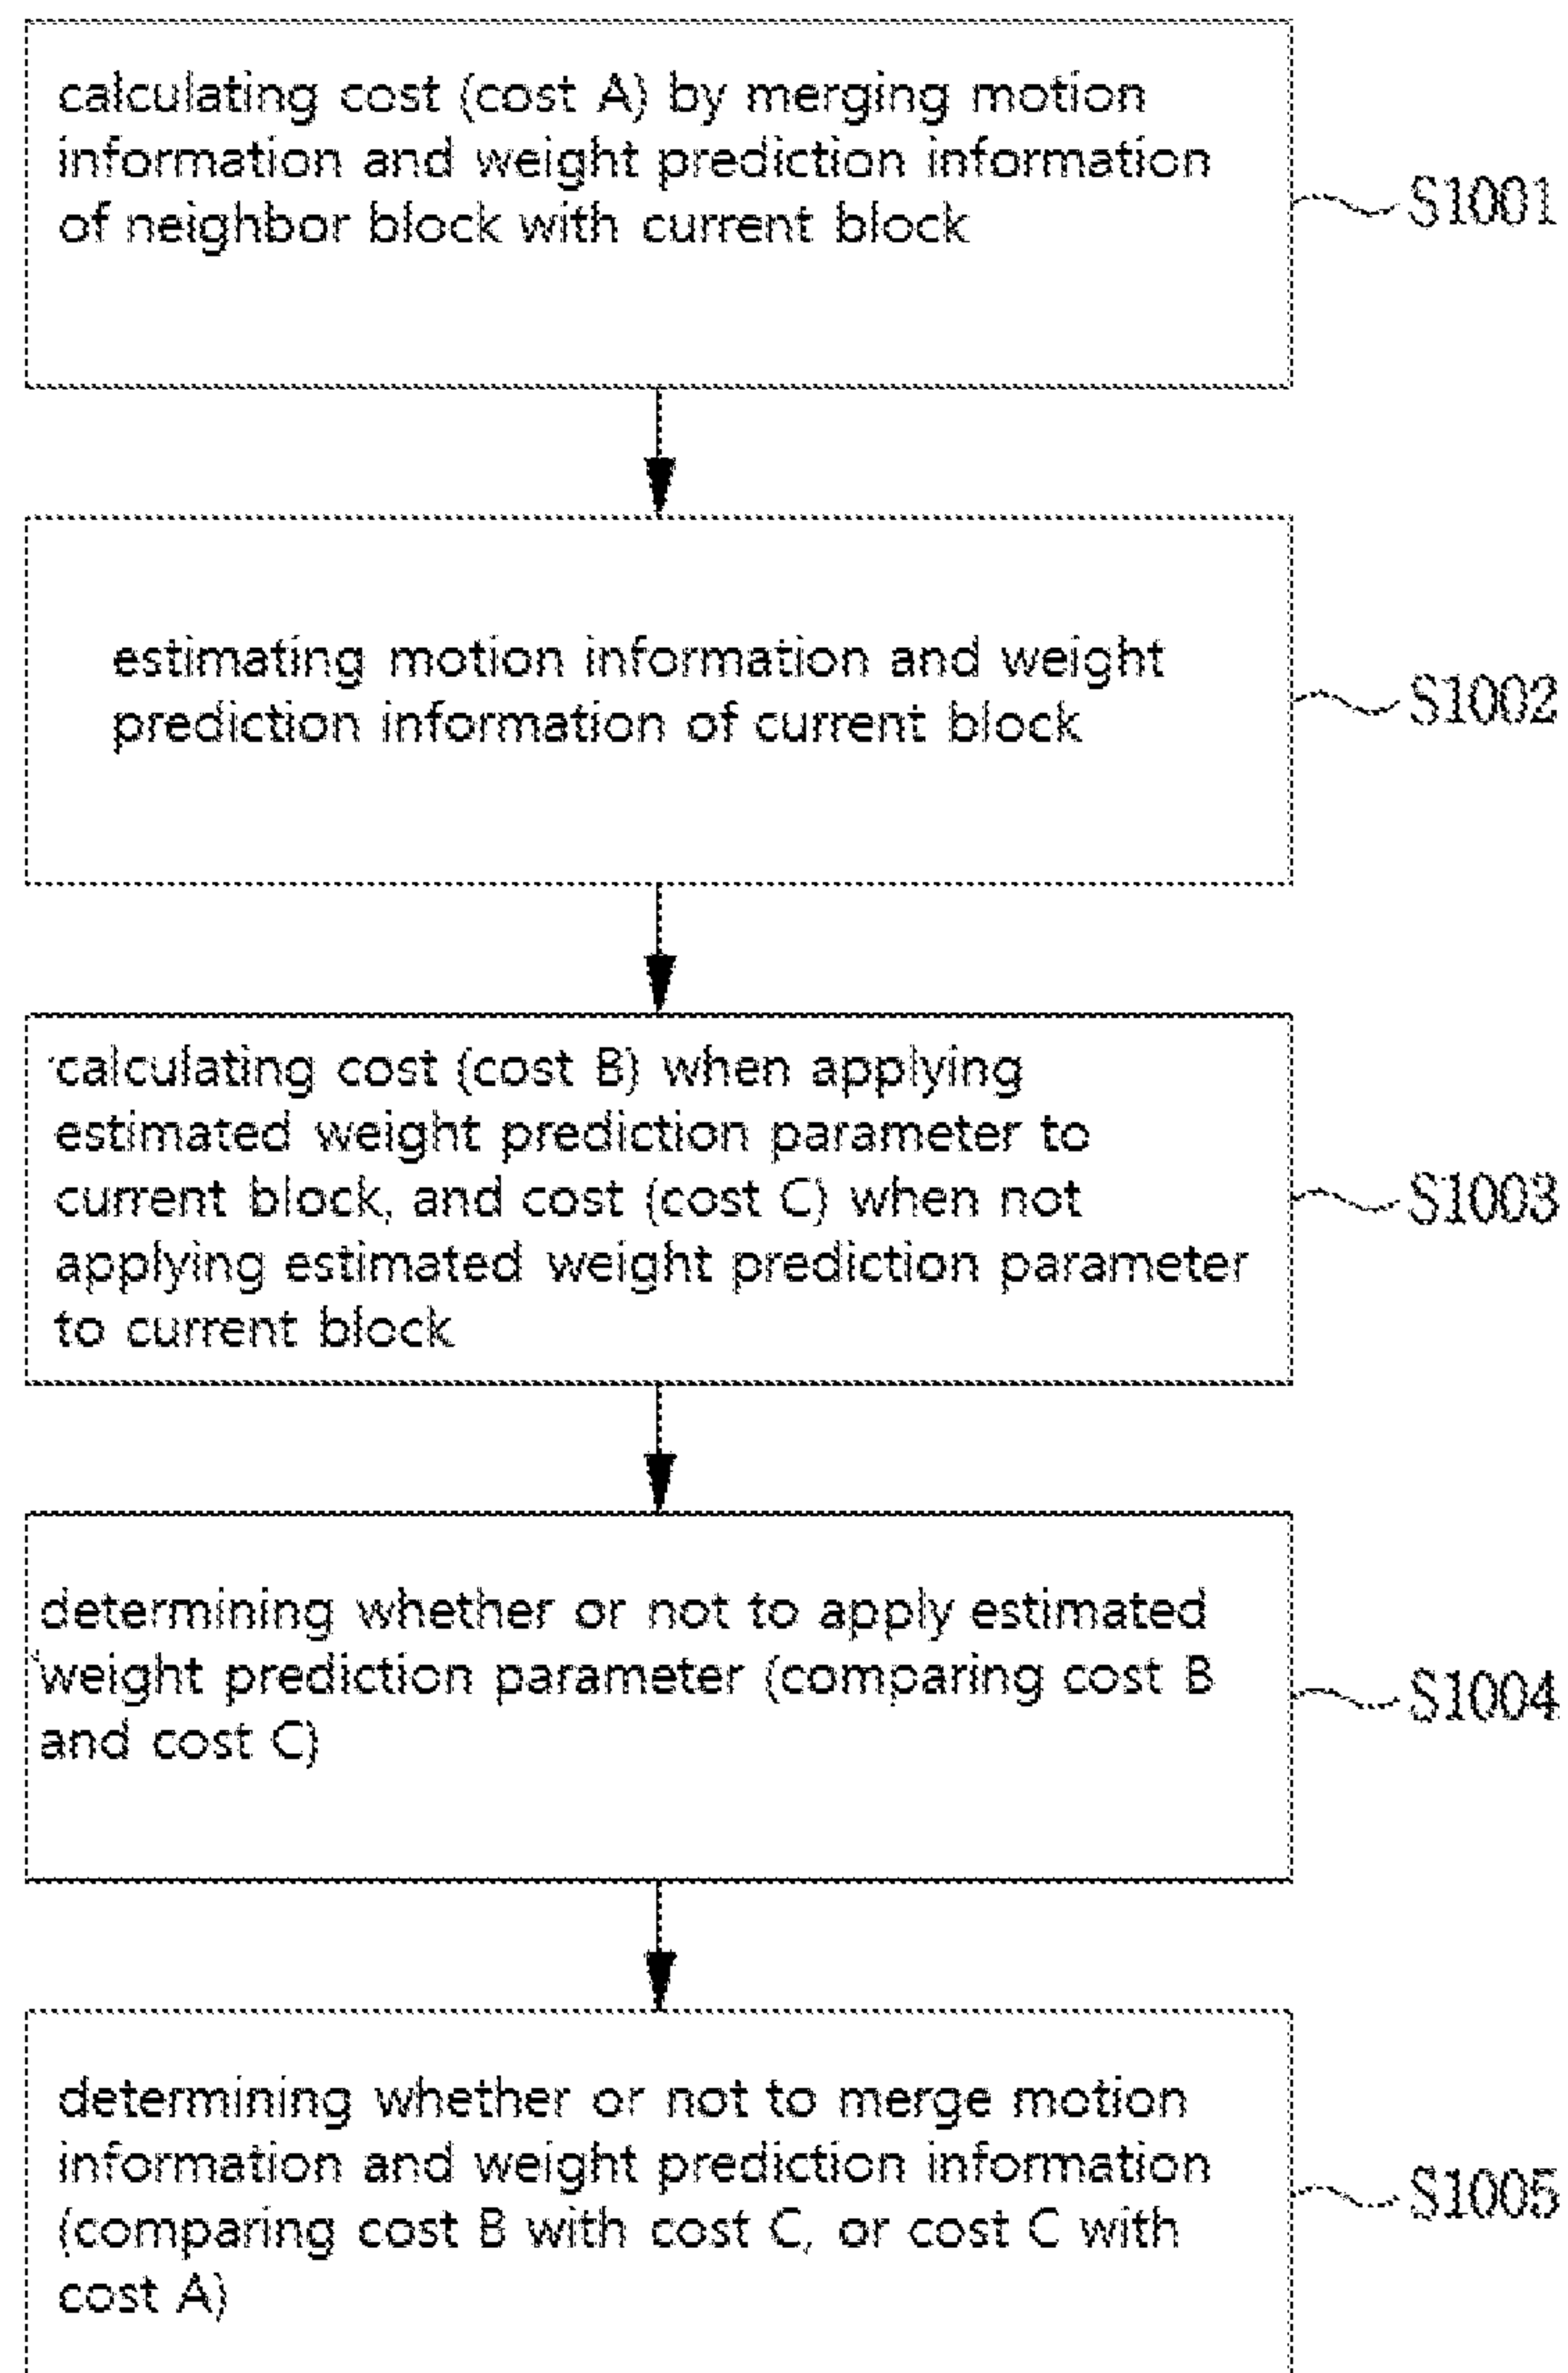 calculating cost (cost A) by merging motion
information and weight prediction information
of neighbor block with current block
S1001
estimating motion information and weight
prediction information of current block
S1002
calculating cost (cost B) when applying
estimated weight prediction parameter to
current block, and cost (cost C) when not
applying estimated weight prediction parameter
to current block
S1003
determining whether or not to apply estimated
weight prediction parameter (comparing cost B
and cost C)
S1004
determining whether or not to merge motion
information and weight prediction information
(comparing cost B with cost C, or cost C with
cost A)
S1005